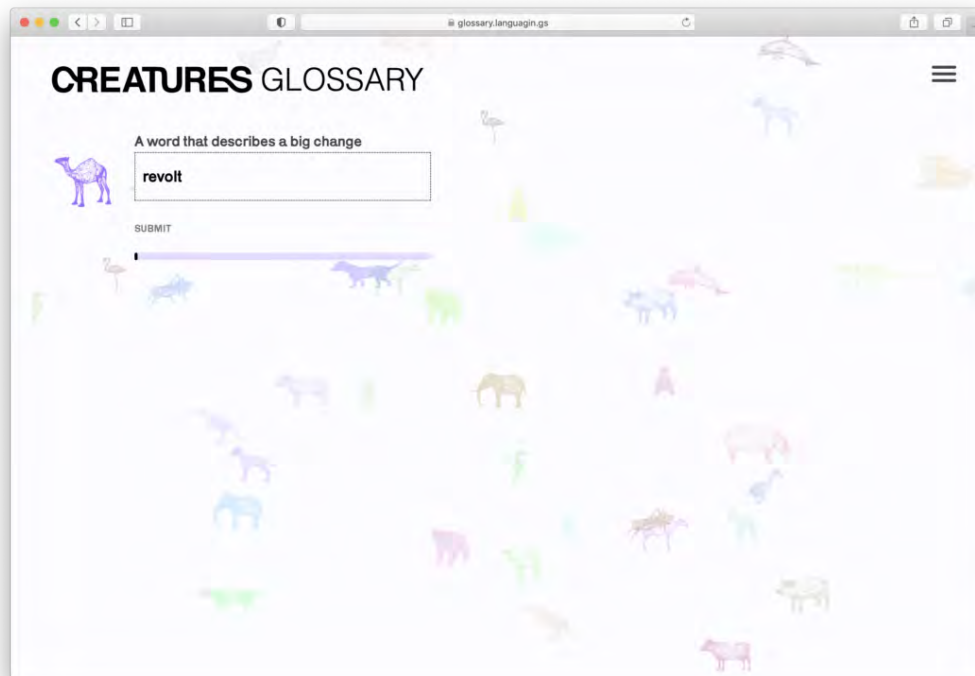 glossary.languagin.gs
CREATURES GLOSSARY
A word that describes a big change
revolt
SUBMIT